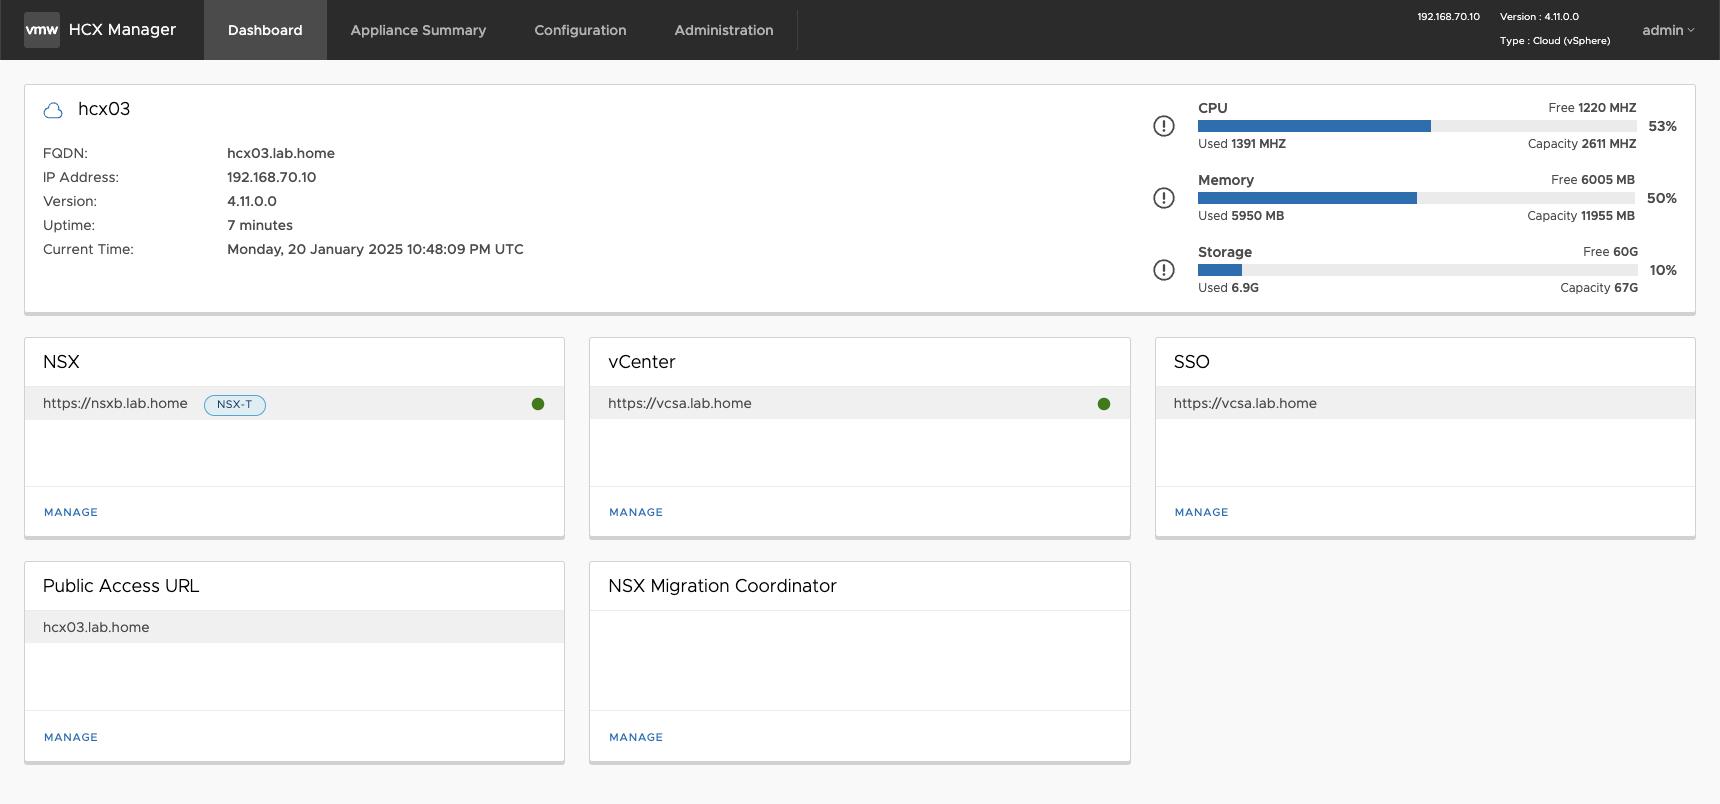 vmw HCX Manager Dashboard Appliance Summary Configuration Administration 192.168.70.10 Version : 4.11.0.0 admin
Type : Cloud (vSphere)
hcx03
FQDN: hcx03.lab.home
IP Address: 192.168.70.10
Version: 4.11.0.0
Uptime: 7 minutes
Current Time: Monday, 20 January 2025 10:48:09 PM UTC
CPU Free 1220 MHZ
53%
Used 1391 MHZ Capacity 2611 MHZ
Memory Free 6005 MB
50%
Used 5950 MB Capacity 11955 MB
Storage Free 60G
10%
Used 6.9G Capacity 67G
NSX
https://nsxb.lab.home NSX-T
MANAGE
vCenter
https://vcsa.lab.home
MANAGE
SSO
https://vcsa.lab.home
MANAGE
Public Access URL
hcx03.lab.home
MANAGE
NSX Migration Coordinator
MANAGE